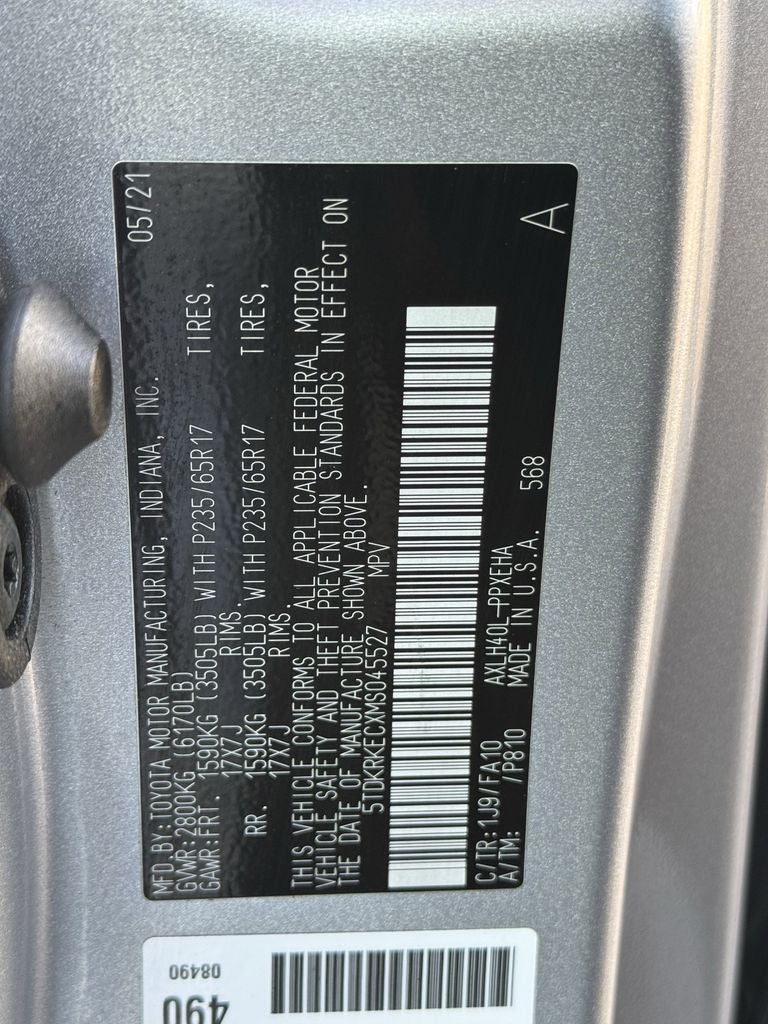 MFD.BY:TOYOTA MOTOR MANUFACTURING, INDIANA, INC. 05/21
GVWR:2800KG (6170LB)
GAWR:FRT. 1590KG (3505LB) WITH P235/65R17 TIRES,
17X7J RIMS.
RR. 1590KG (3505LB) WITH P235/65R17 TIRES,
17X7J RIMS.
THIS VEHICLE CONFORMS TO ALL APPLICABLE FEDERAL MOTOR
VEHICLE SAFETY AND THEFT PREVENTION STANDARDS IN EFFECT ON
THE DATE OF MANUFACTURE SHOWN ABOVE.
5TDKRKECXMS045527 MPV
C/TR:1J9/FA10 AXLH40L-PPXEHA
A/TM: /P810 MADE IN U.S.A. 568 A
490
08490